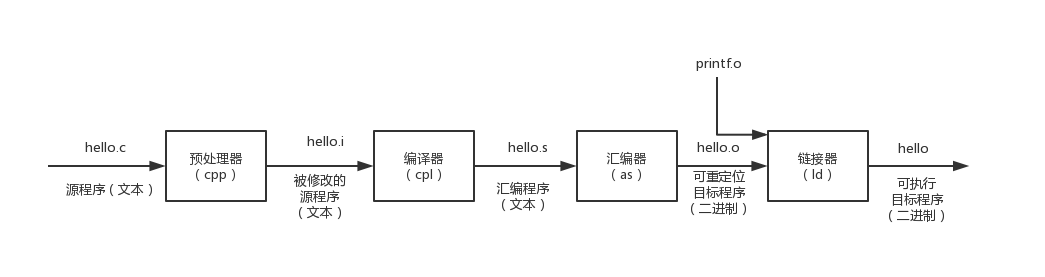 printf.o
hello.c
源程序（文本）
预处理器
（cpp）
hello.i
被修改的
源程序
（文本）
编译器
（cpl）
hello.s
汇编程序
（文本）
汇编器
（as）
hello.o
可重定位
目标程序
（二进制）
链接器
（ld）
hello
可执行
目标程序
（二进制）